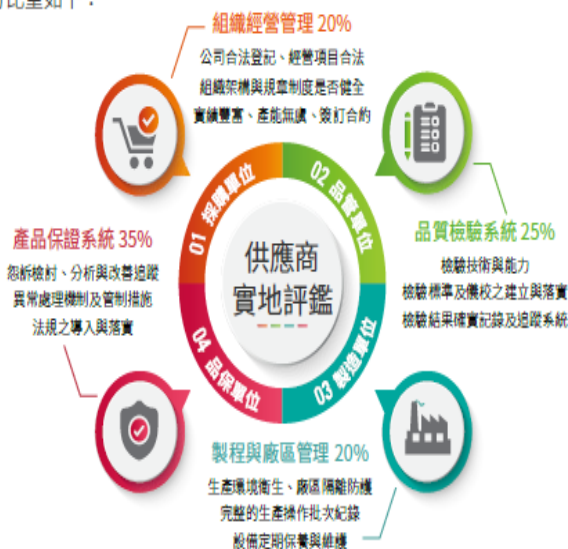 比重如下：
組織經營管理 20%
公司合法登記、經營項目合法
組織架構與規章制度是否健全
實績豐富、產能無虞、簽訂合約
01 採購單位
02 品管單位
產品保證系統 35%
怨訴檢討、分析與改善追蹤
異常處理機制及管制措施
法規之導入與落實
供應商
實地評鑑
品質檢驗系統 25%
檢驗技術與能力
檢驗標準及儀校之建立與落實
檢驗結果確實記錄及追蹤系統
04 品保單位
03 製造單位
製程與廠區管理 20%
生產環境衛生、廠區隔離防護
完整的生產操作批次紀錄
設備定期保養與維護